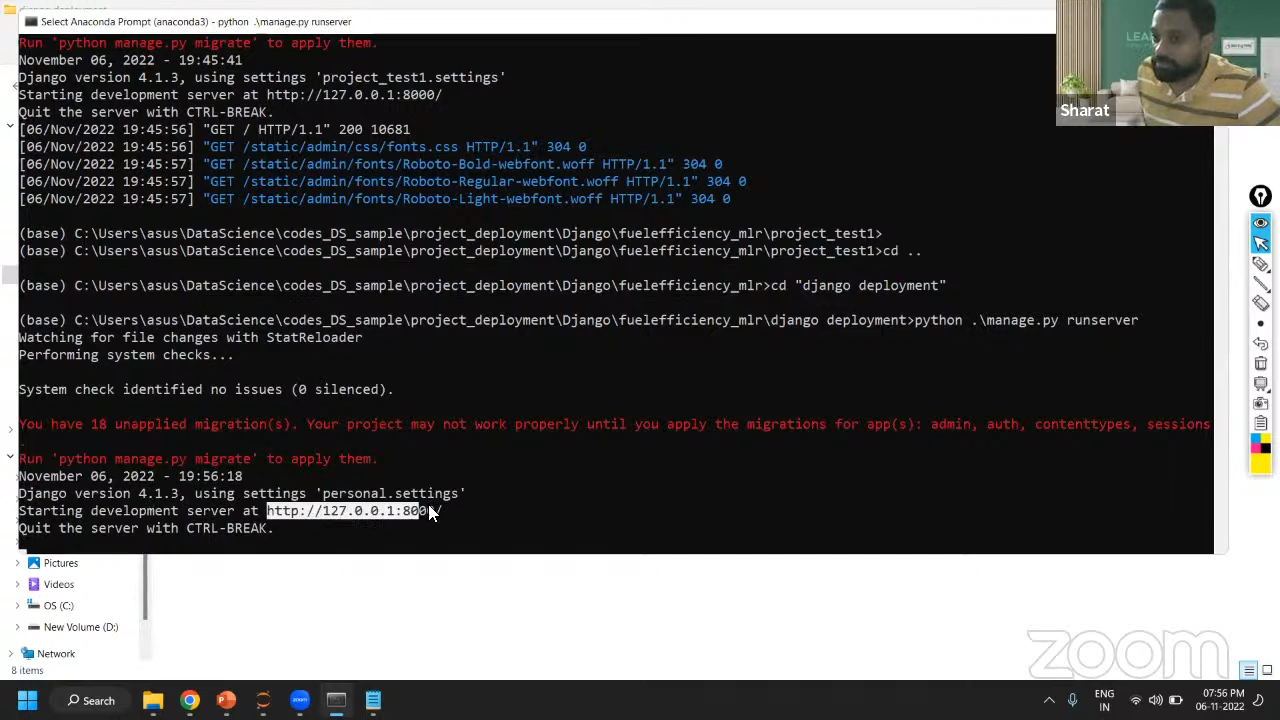 Select Anaconda Prompt (anaconda3) - python .\manage.py runserver
Run 'python manage.py migrate' to apply them.
November 06, 2022 - 19:45:41
Django version 4.1.3, using settings 'project_test1.settings'
Starting development server at http://127.0.0.1:8000/
Quit the server with CTRL-BREAK.
[06/Nov/2022 19:45:56] "GET / HTTP/1.1" 200 10681
[06/Nov/2022 19:45:56] "GET /static/admin/css/fonts.css HTTP/1.1" 304 0
[06/Nov/2022 19:45:57] "GET /static/admin/fonts/Roboto-Bold-webfont.woff HTTP/1.1" 304 0
[06/Nov/2022 19:45:57] "GET /static/admin/fonts/Roboto-Regular-webfont.woff HTTP/1.1" 304 0
[06/Nov/2022 19:45:57] "GET /static/admin/fonts/Roboto-Light-webfont.woff HTTP/1.1" 304 0
(base) C:\Users\asus\DataScience\codes_DS_sample\project_deployment\Django\fuelefficiency_mlr\project_test1>
(base) C:\Users\asus\DataScience\codes_DS_sample\project_deployment\Django\fuelefficiency_mlr\project_test1>cd ..
(base) C:\Users\asus\DataScience\codes_DS_sample\project_deployment\Django\fuelefficiency_mlr>cd "django deployment"
(base) C:\Users\asus\DataScience\codes_DS_sample\project_deployment\Django\fuelefficiency_mlr\django deployment>python .\manage.py runserver
Watching for file changes with StatReloader
Performing system checks...
System check identified no issues (0 silenced).
You have 18 unapplied migration(s). Your project may not work properly until you apply the migrations for app(s): admin, auth, contenttypes, sessions
.
Run 'python manage.py migrate' to apply them.
November 06, 2022 - 19:56:18
Django version 4.1.3, using settings 'personal.settings'
Starting development server at http://127.0.0.1:8000/
Quit the server with CTRL-BREAK.
Sharat
Pictures
Videos
OS (C:)
New Volume (D:)
Network
8 items
zoom
Search
zoom
ENG
IN
07:56 PM
06-11-2022